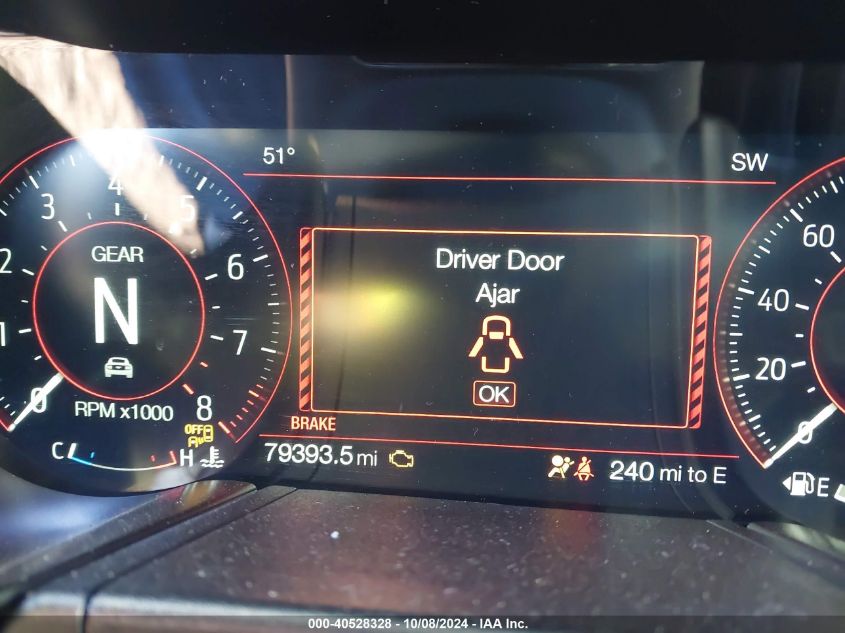 51° SW
4
3 5
2 6
1 7
0 8
GEAR
N
RPM x1000
OFF
C H
Driver Door
Ajar
OK
BRAKE
79393.5 mi 240 mi to E
60
40
20
0
E
000-40528328 - 10/08/2024 - IAA Inc.